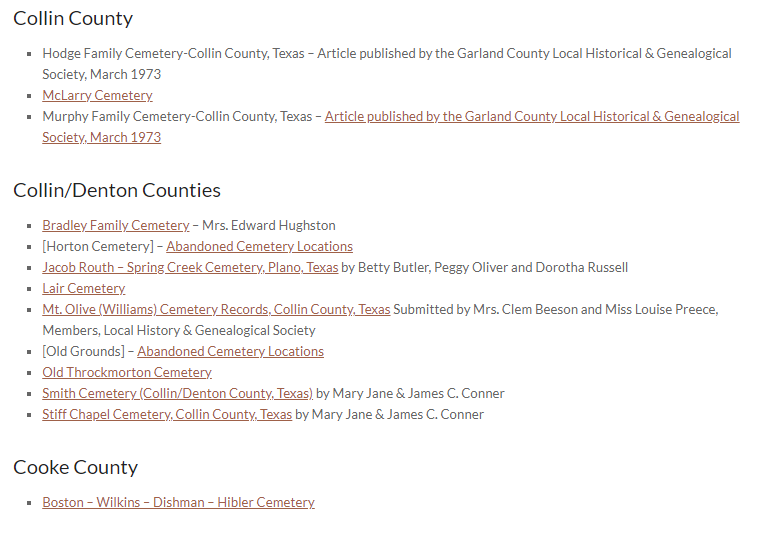 Collin County
Hodge Family Cemetery-Collin County, Texas – Article published by the Garland County Local Historical & Genealogical
Society, March 1973
McLarry Cemetery
Murphy Family Cemetery-Collin County, Texas – Article published by the Garland County Local Historical & Genealogical
Society, March 1973
Collin/Denton Counties
Bradley Family Cemetery – Mrs. Edward Hughston
[Horton Cemetery] – Abandoned Cemetery Locations
Jacob Routh – Spring Creek Cemetery, Plano, Texas by Betty Butler, Peggy Oliver and Dorotha Russell
Lair Cemetery
Mt. Olive (Williams) Cemetery Records, Collin County, Texas Submitted by Mrs. Clem Beeson and Miss Louise Preece,
Members, Local History & Genealogical Society
[Old Grounds] – Abandoned Cemetery Locations
Old Throckmorton Cemetery
Smith Cemetery (Collin/Denton County, Texas) by Mary Jane & James C. Conner
Stiff Chapel Cemetery, Collin County, Texas by Mary Jane & James C. Conner
Cooke County
Boston – Wilkins – Dishman – Hibler Cemetery